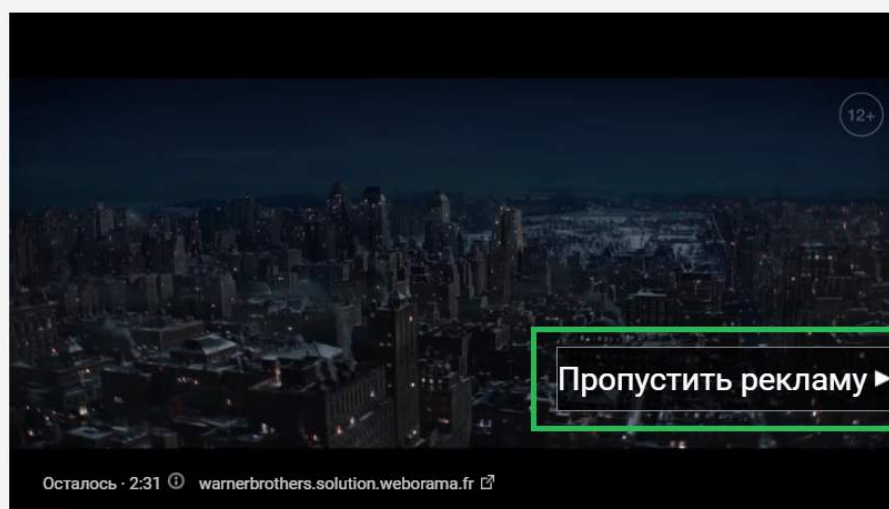 12+
Пропустить рекламу
Осталось · 2:31 warnerbrothers.solution.weborama.fr